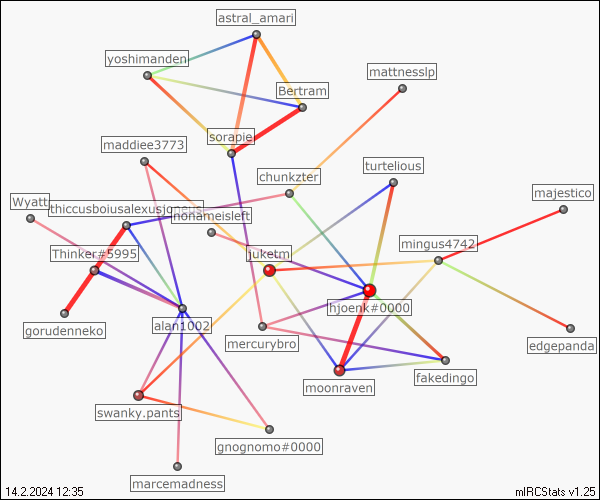 astral_amari
yoshimanden
mattnesslp
Bertram
sorapie
maddiee3773
turtelious
chunkzter
majestico
Wyatt
thiccusboiusalexusjoneus
nonameisleft
mingus4742
Thinker#5995
juketm
hjoenk#0000
gorudenneko
alan1002
mercurybro
edgepanda
fakedingo
moonraven
swanky.pants
gnognomo#0000
marcemadness
14.2.2024 12:35
mIRCStats v1.25